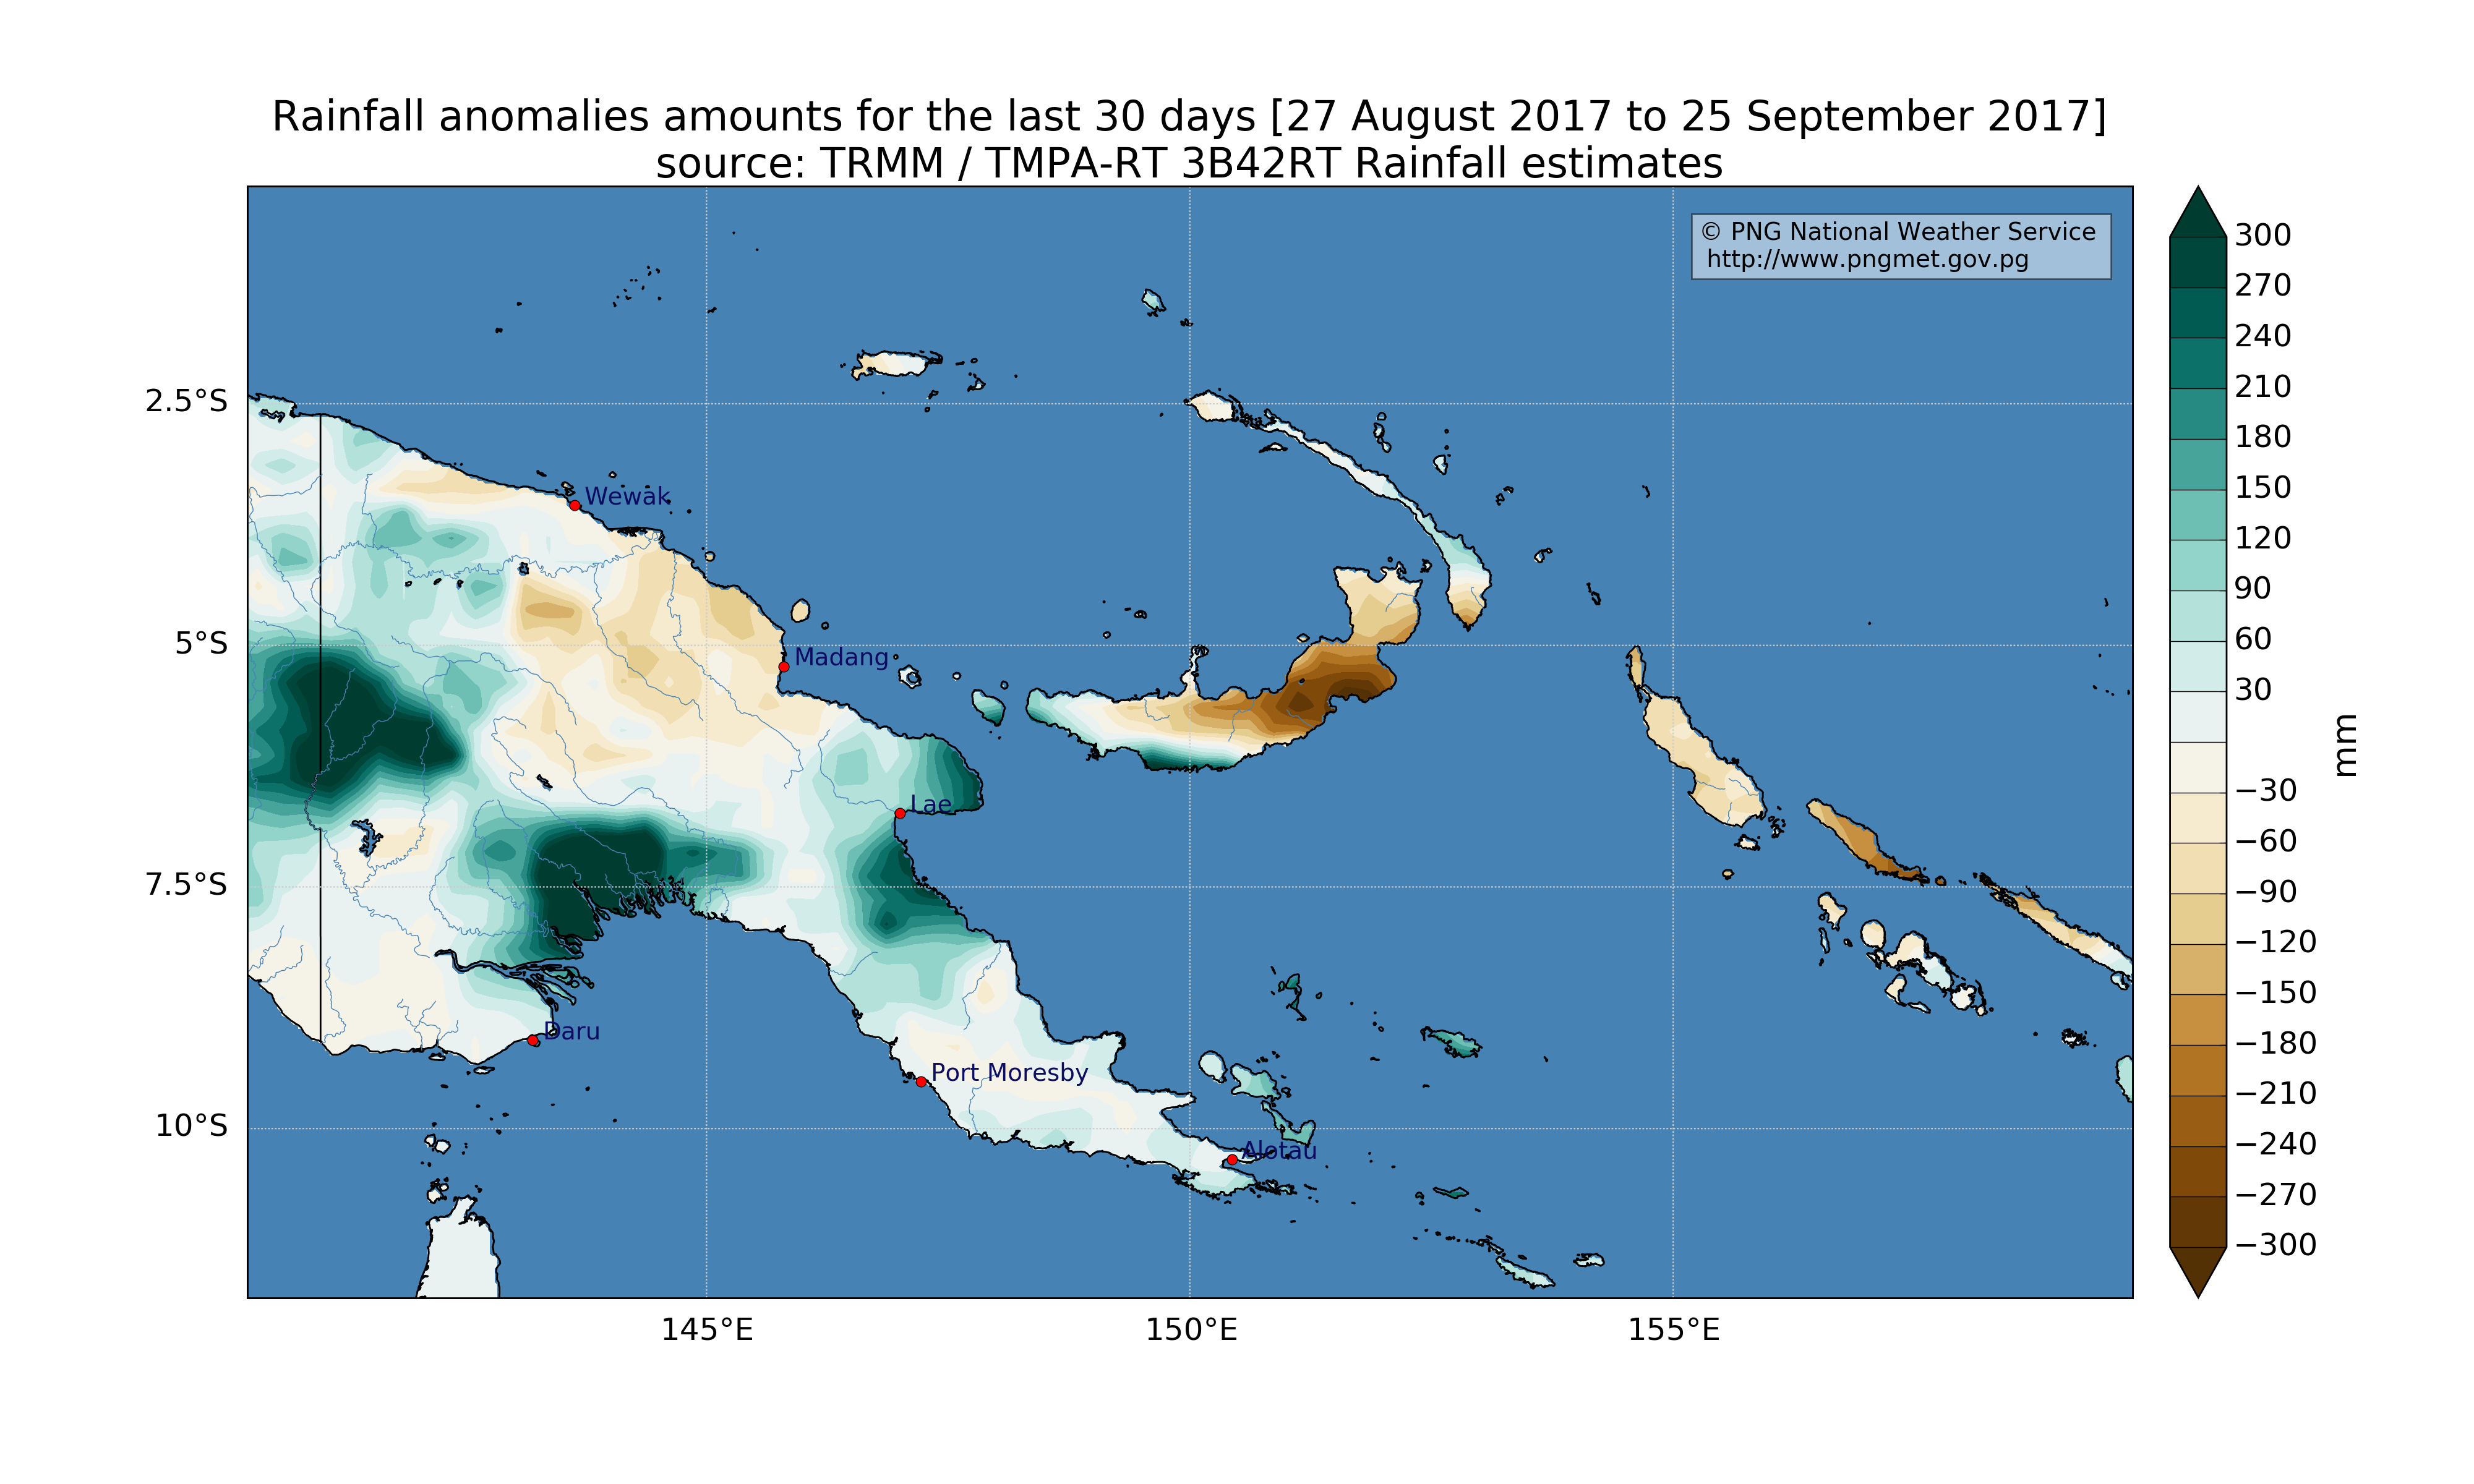 Rainfall anomalies amounts for the last 30 days [27 August 2017 to 25 September 2017]
source: TRMM / TMPA-RT 3B42RT Rainfall estimates
© PNG National Weather Service
http://www.pngmet.gov.pg
2.5°S
5°S
7.5°S
10°S
Wewak
Madang
Lae
Daru
Port Moresby
Alotau
145°E
150°E
155°E
300
270
240
210
180
150
120
90
60
30
−30
−60
−90
−120
−150
−180
−210
−240
−270
−300
mm